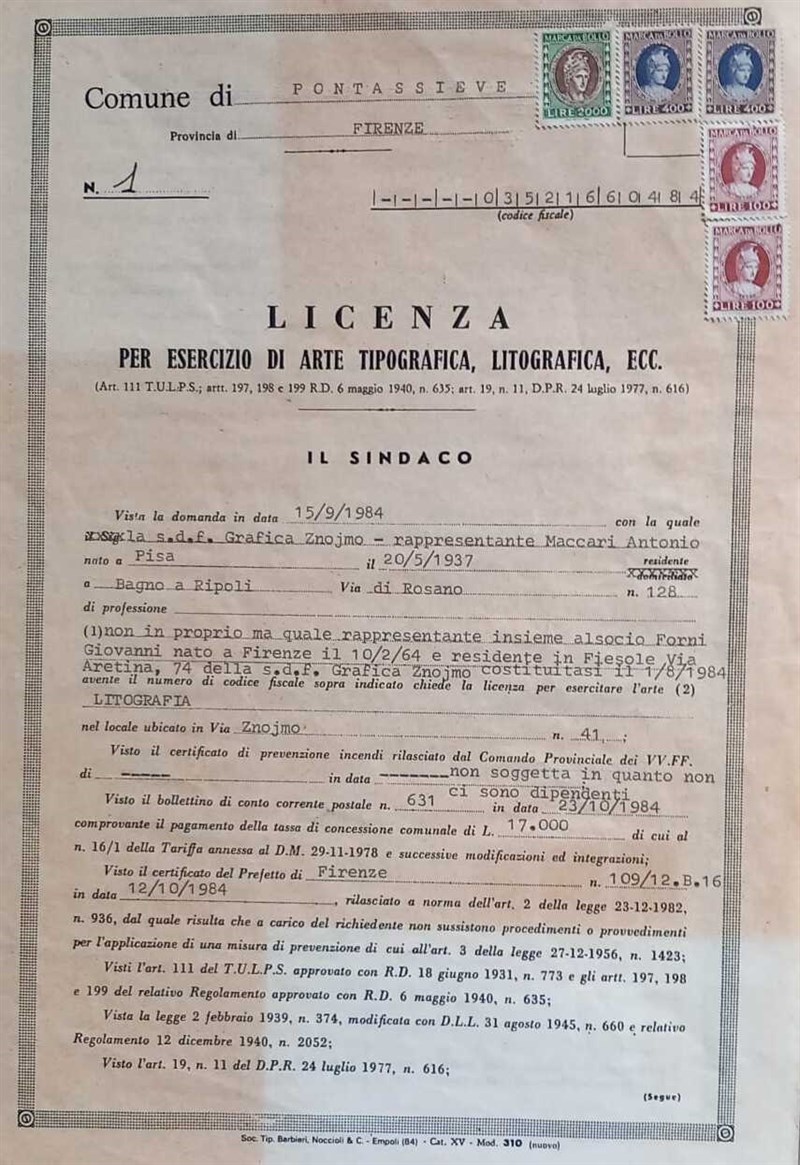 Comune di PONTASSIEVE
Provincia di FIRENZE
N. 1
|-|-|-|-|-|0|3|5|2|1|6|6|0|4|8|4
(codice fiscale)
MARCA DA BOLLO LIRE 2000
MARCA DA BOLLO LIRE 400
MARCA DA BOLLO LIRE 400
MARCA DA BOLLO LIRE 100
MARCA DA BOLLO LIRE 100
LICENZA
PER ESERCIZIO DI ARTE TIPOGRAFICA, LITOGRAFICA, ECC.
(Art. 111 T.U.L.P.S.; artt. 197, 198 e 199 R.D. 6 maggio 1940, n. 635; art. 19, n. 11, D.P.R. 24 luglio 1977, n. 616)
IL SINDACO
Vista la domanda in data 15/9/1984 con la quale
la s.d.f. Grafica Znojmo - rappresentante Maccari Antonio
nato a Pisa il 20/5/1937 residente
domiciliato
a Bagno a Ripoli Via di Rosano n. 128
di professione
(1)non in proprio ma quale rappresentante insieme alsocio Forni
Giovanni nato a Firenze il 10/2/64 e residente in Fiesole Via
Aretina, 74 della s.d.f. Grafica Znojmo costituitasi il 1/8/1984
avente il numero di codice fiscale sopra indicato chiede la licenza per esercitare l'arte (2)
LITOGRAFIA
nel locale ubicato in Via Znojmo n. 41, ;
Visto il certificato di prevenzione incendi rilasciato dal Comando Provinciale dei VV.FF.
di ----- in data -------non soggetta in quanto non
ci sono dipendenti
Visto il bollettino di conto corrente postale n. 631 in data 23/10/1984
comprovante il pagamento della tassa di concessione comunale di L. 17.000 di cui al
n. 16/1 della Tariffa annessa al D.M. 29-11-1978 e successive modificazioni ed integrazioni;
Visto il certificato del Prefetto di Firenze n. 109/12.B.16
in data 12/10/1984, rilasciato a norma dell'art. 2 della legge 23-12-1982,
n. 936, dal quale risulta che a carico del richiedente non sussistono procedimenti o provvedimenti
per l'applicazione di una misura di prevenzione di cui all'art. 3 della legge 27-12-1956, n. 1423;
Visti l'art. 111 del T.U.L.P.S. approvato con R.D. 18 giugno 1931, n. 773 e gli artt. 197, 198
e 199 del relativo Regolamento approvato con R.D. 6 maggio 1940, n. 635;
Vista la legge 2 febbraio 1939, n. 374, modificata con D.L.L. 31 agosto 1945, n. 660 e relativo
Regolamento 12 dicembre 1940, n. 2052;
Visto l'art. 19, n. 11 del D.P.R. 24 luglio 1977, n. 616;
(Segue)
Soc. Tip. Barbieri, Noccioli & C. - Empoli (84) - Cat. XV - Mod. 310 (nuovo)